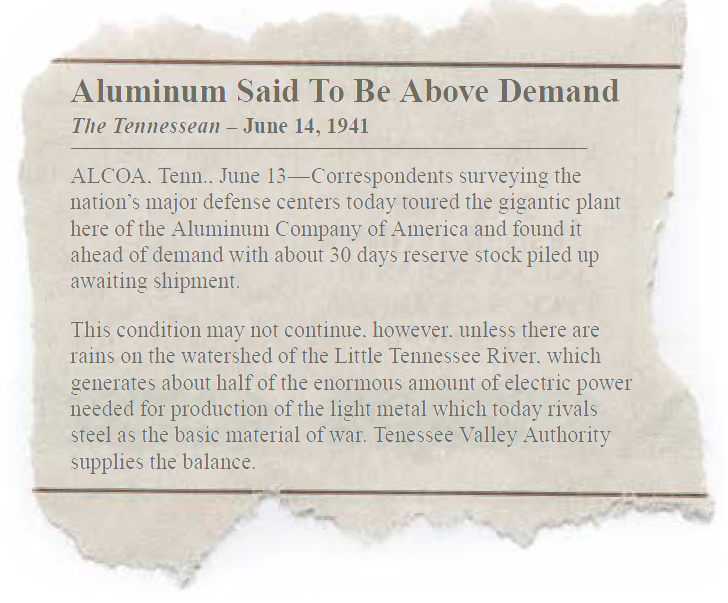 Aluminum Said To Be Above Demand
The Tennessean – June 14, 1941
ALCOA, Tenn., June 13—Correspondents surveying the
nation's major defense centers today toured the gigantic plant
here of the Aluminum Company of America and found it
ahead of demand with about 30 days reserve stock piled up
awaiting shipment.
This condition may not continue, however, unless there are
rains on the watershed of the Little Tennessee River, which
generates about half of the enormous amount of electric power
needed for production of the light metal which today rivals
steel as the basic material of war. Tenessee Valley Authority
supplies the balance.